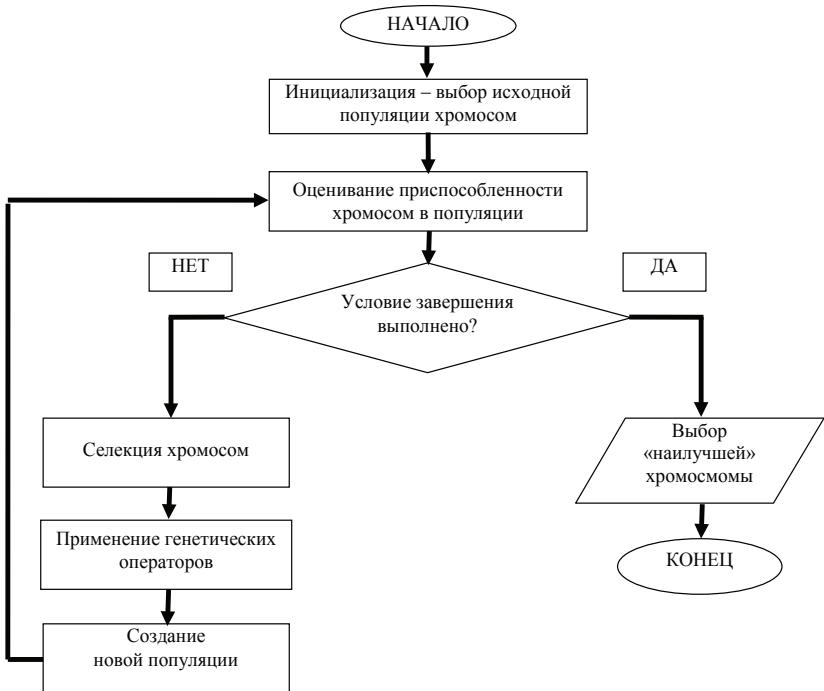 НАЧАЛО
Инициализация – выбор исходной
популяции хромосом
Оценивание приспособленности
хромосом в популяции
НЕТ
ДА
Условие завершения
выполнено?
Селекция хромосом
Выбор
«наилучшей»
хромосмомы
Применение генетических
операторов
КОНЕЦ
Создание
новой популяции